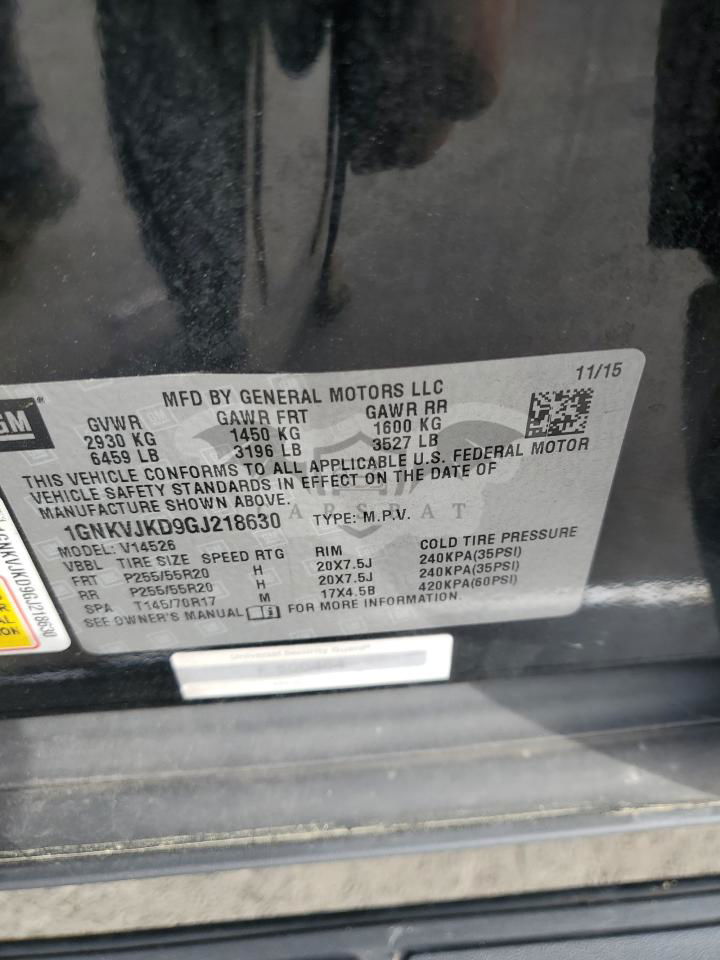 GM
MFD BY GENERAL MOTORS LLC
11/15
GVWR GAWR FRT GAWR RR
2930 KG 1450 KG 1600 KG
6459 LB 3196 LB 3527 LB
THIS VEHICLE CONFORMS TO ALL APPLICABLE U.S. FEDERAL MOTOR
VEHICLE SAFETY STANDARDS IN EFFECT ON THE DATE OF
MANUFACTURE SHOWN ABOVE.
1GNKVJKD9GJ218630 TYPE: M.P.V.
MODEL: V14526
VBBL TIRE SIZE SPEED RTG RIM COLD TIRE PRESSURE
FRT P255/55R20 H 20X7.5J 240KPA(35PSI)
RR P255/55R20 H 20X7.5J 240KPA(35PSI)
SPA T145/70R17 M 17X4.5B 420KPA(60PSI)
SEE OWNER'S MANUAL FOR MORE INFORMATION.
1GNKVJKD9GJ218630
Universal Security Guard